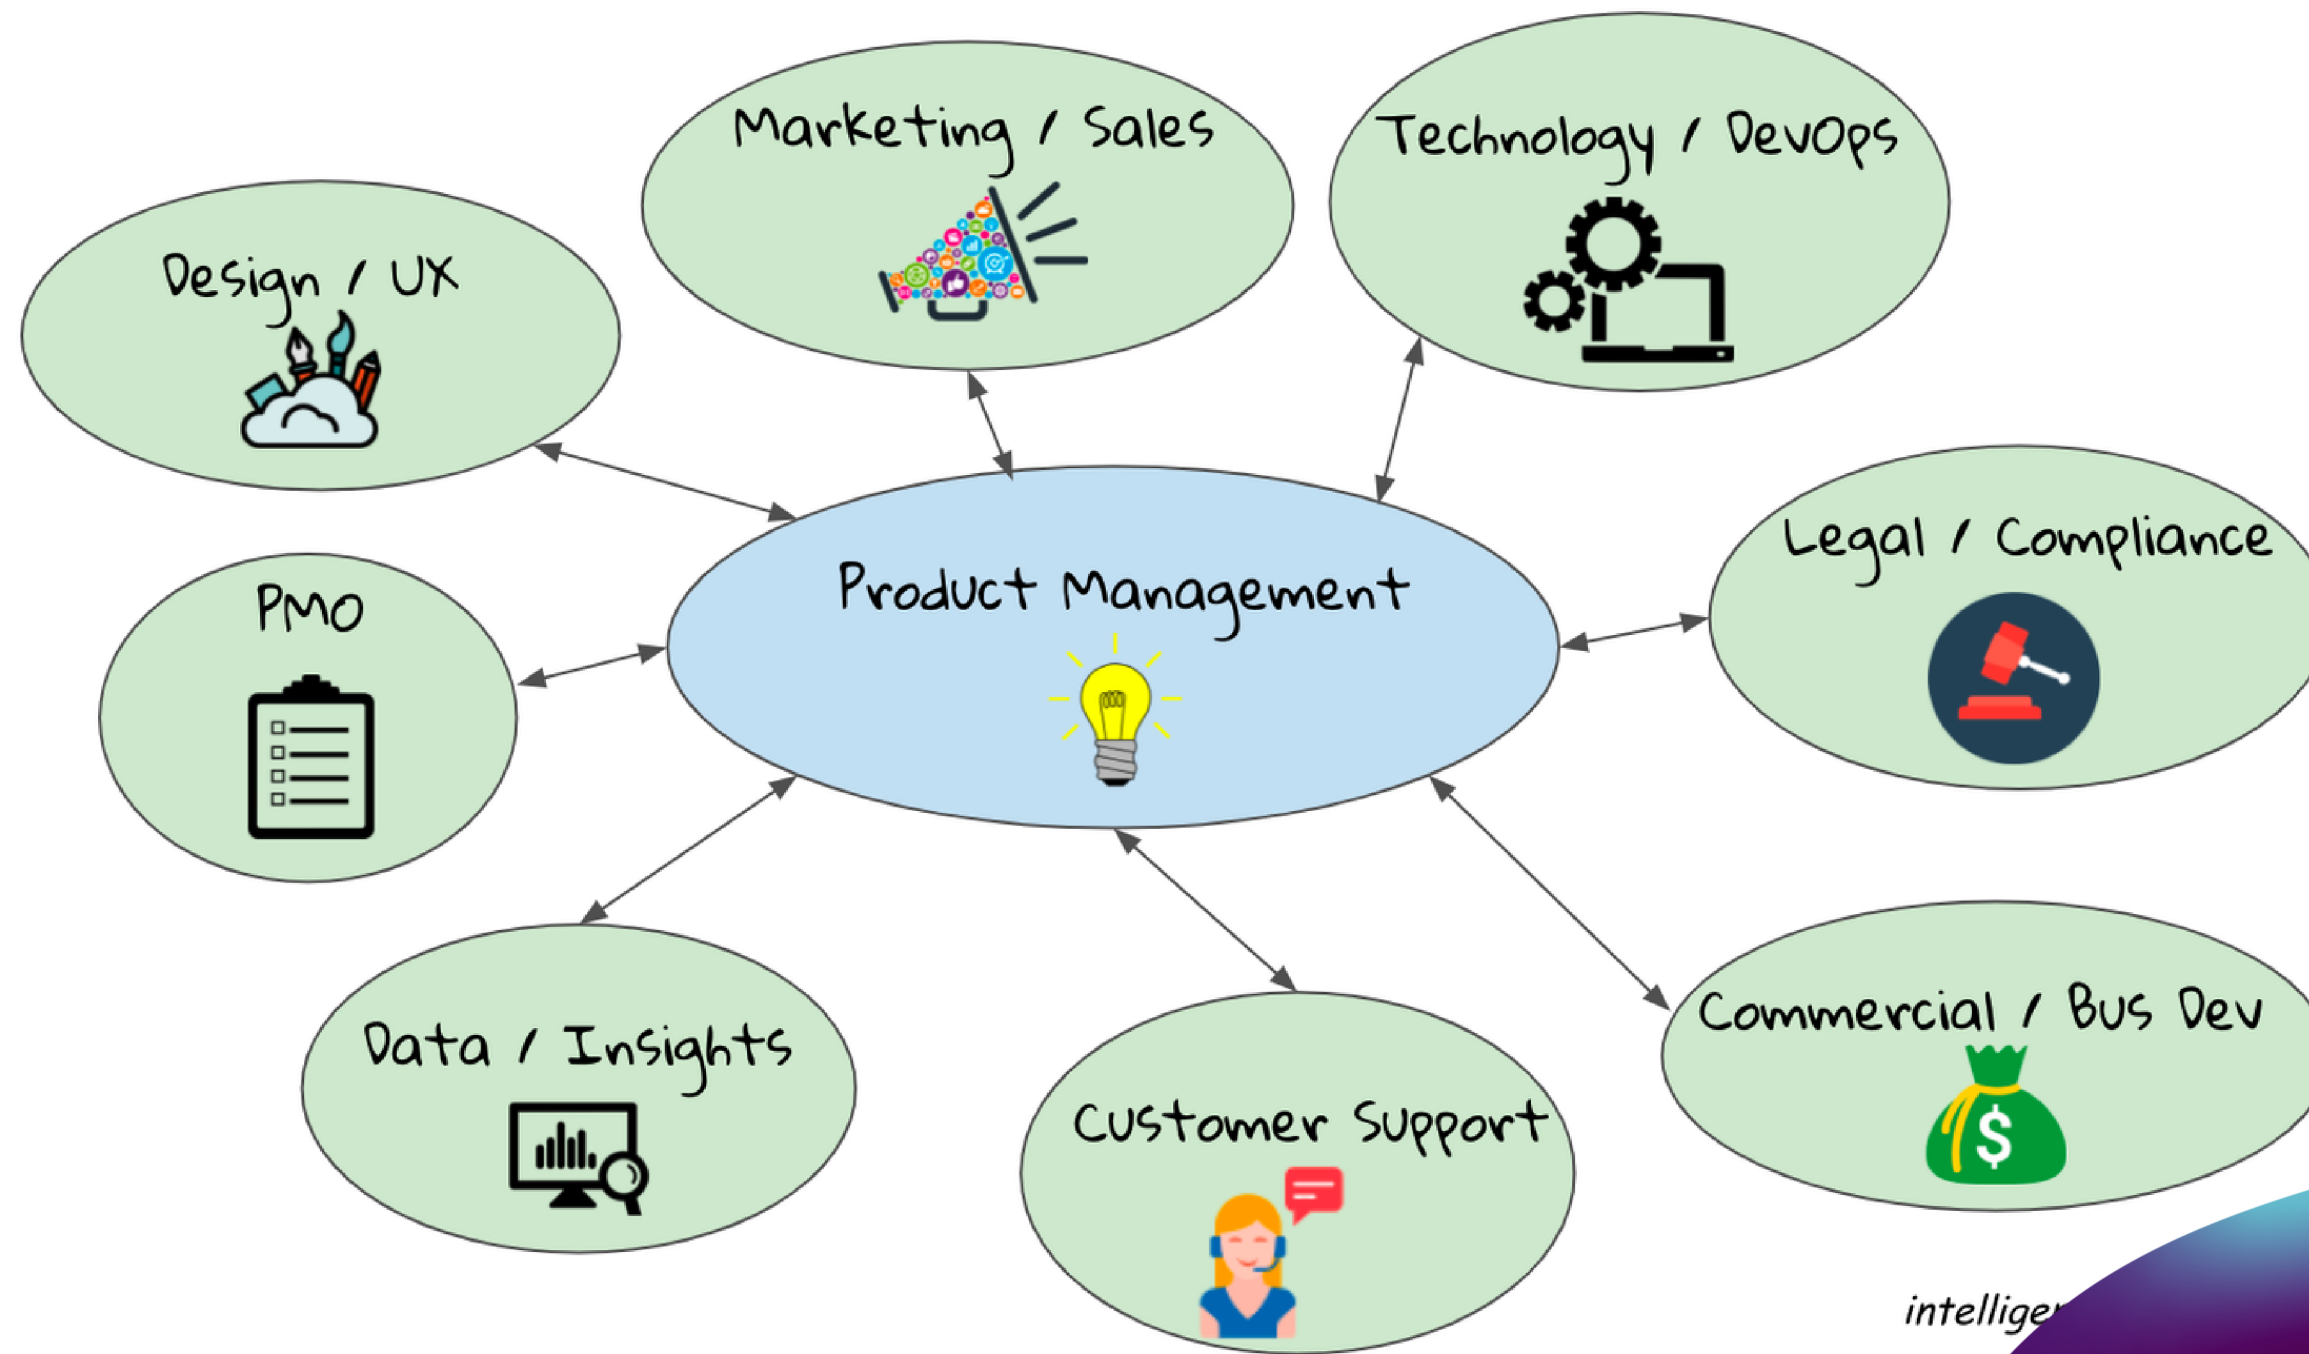 Marketing / Sales
Technology / DevOps
Design / UX
Legal / Compliance
Product Management
PMO
Commercial / Bus Dev
$
Data / Insights
Customer Support